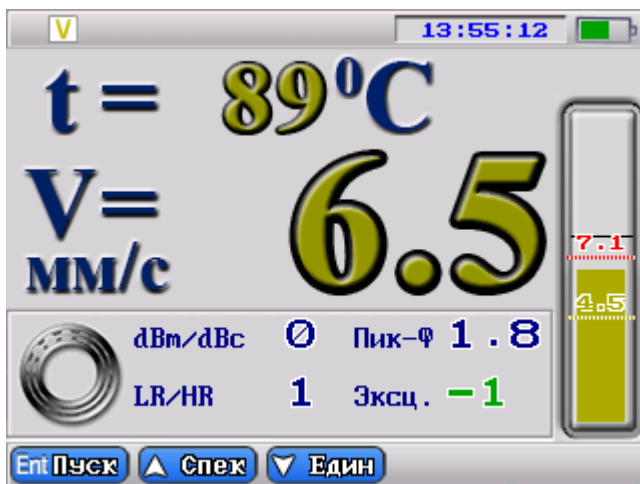 V 13:55:12
t = 89⁰C
V= 6.5
мм/с
7.1
4.5
dBm/dBc 0 Пик-Ф 1.8
LR/HR 1 Эксц. -1
Ent Пуск Спек Един